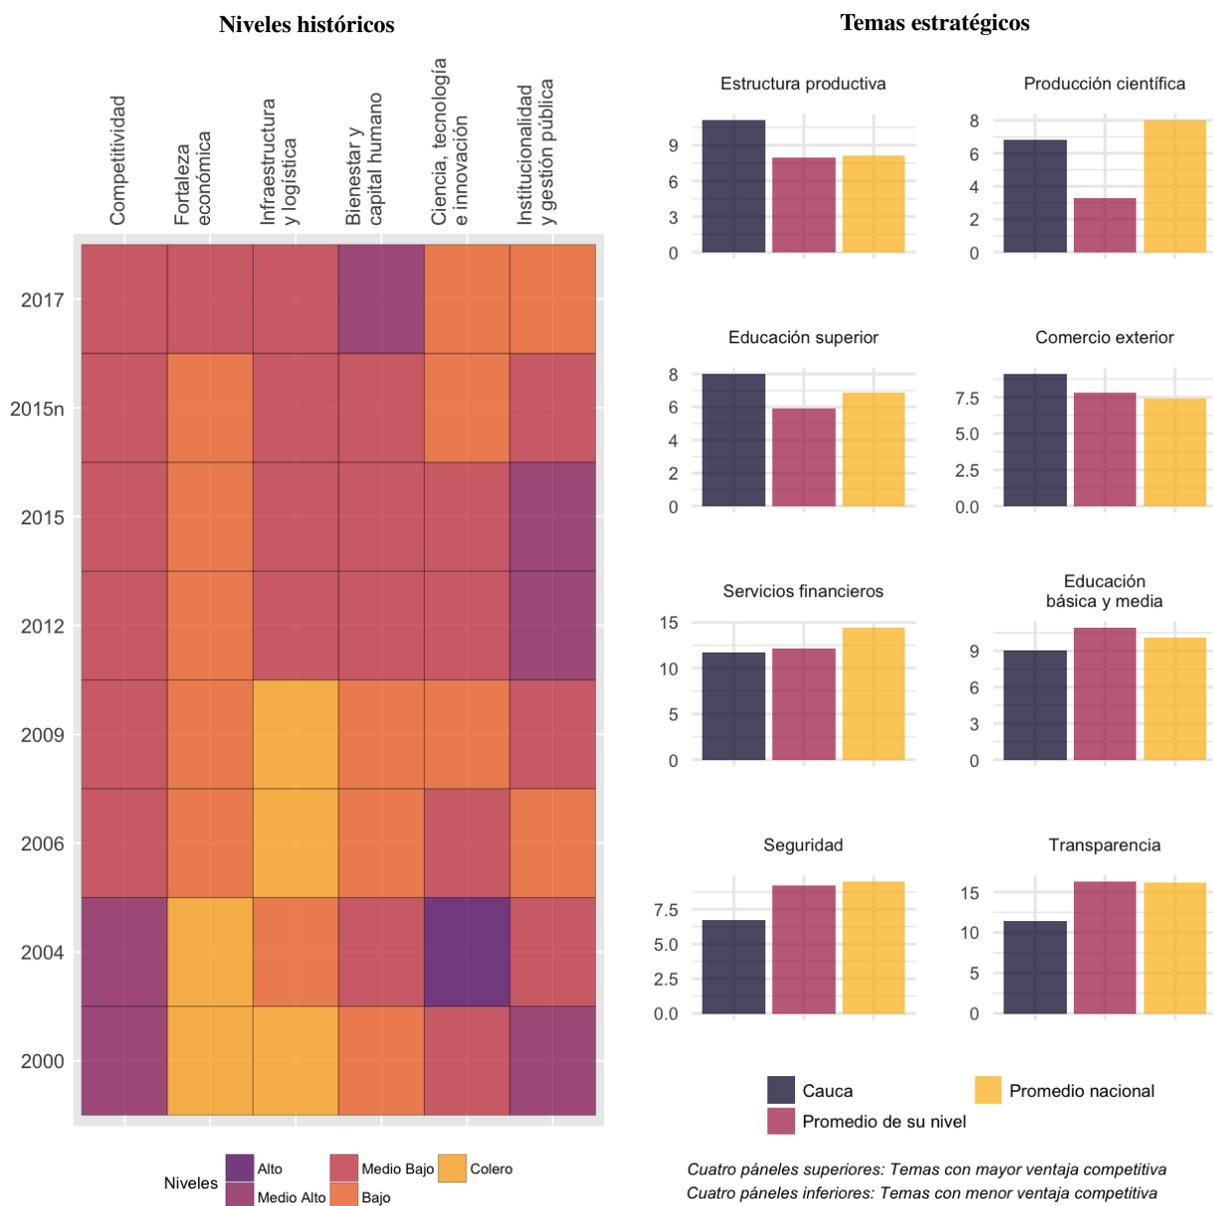 Niveles históricos
Competitividad
Fortaleza
económica
Infraestructura
y logística
Bienestar y
capital humano
Ciencia, tecnología
e innovación
Institucionalidad
y gestión pública
2017
2015n
2015
2012
2009
2006
2004
2000
Niveles
Alto
Medio Alto
Medio Bajo
Bajo
Colero
Temas estratégicos
Estructura productiva
9
6
3
0
Producción científica
8
6
4
2
0
Educación superior
8
6
4
2
0
Comercio exterior
7.5
5.0
2.5
0.0
Servicios financieros
15
10
5
0
Educación
básica y media
9
6
3
0
Seguridad
7.5
5.0
2.5
0.0
Transparencia
15
10
5
0
Cauca
Promedio de su nivel
Promedio nacional
Cuatro páneles superiores: Temas con mayor ventaja competitiva
Cuatro páneles inferiores: Temas con menor ventaja competitiva